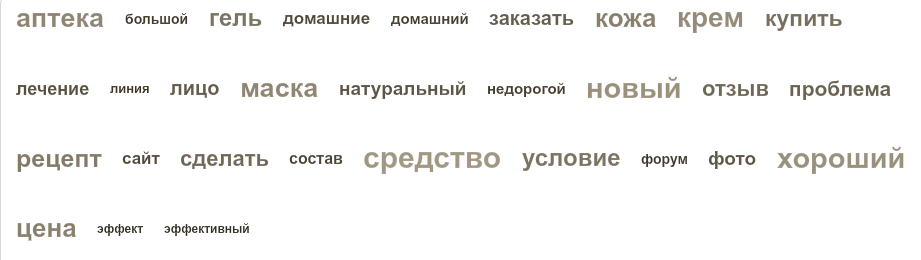 аптека большой гель домашние домашний заказать кожа крем купить
лечение линия лицо маска натуральный недорогой новый отзыв проблема
рецепт сайт сделать состав средство условие форум фото хороший
цена эффект эффективный